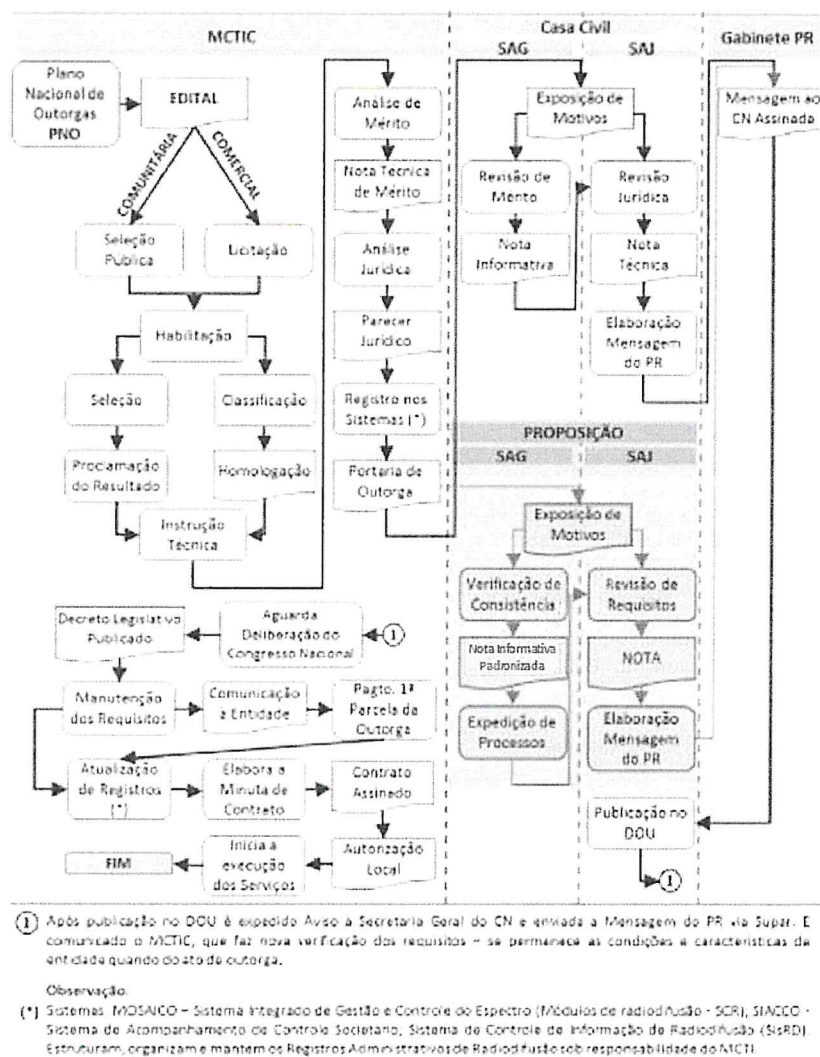 MCTIC
Casa Civil
SAG
SAJ
Gabinete PR
Plano
Nacional de
Outorgas
PNO
EDITAL
COMUNITÁRIA
COMERCIAL
Seleção
Pública
Licitação
Habilitação
Seleção
Classificação
Proclamação
do Resultado
Homologação
Instrução
Técnica
Análise de
Mérito
Nota Técnica
de Mérito
Análise
Jurídica
Parecer
Jurídico
Registro nos
Sistemas (*)
Portaria de
Outorga
Exposição de
Motivos
Revisão de
Mérito
Nota
Informativa
Revisão
Jurídica
Nota
Técnica
Elaboração
Mensagem
do PR
Mensagem ao
CN Assinada
PROPOSIÇÃO
SAG
SAJ
Exposição de
Motivos
Verificação de
Consistência
Nota Informativa
Padronizada
Expedição de
Processos
Revisão de
Requisitos
NOTA
Elaboração
Mensagem
do PR
Publicação no
DOU
1
1
Aguarda
Deliberação do
Congresso Nacional
Decreto Legislativo
Publicado
Manutenção
dos Requisitos
Comunicação
à Entidade
Pagto. 1ª
Parcela da
Outorga
Atualização
de Registros
(*)
Elabora a
Minuta de
Contrato
Contrato
Assinado
Autorização
Local
Inicia a
execução
dos Serviços
FIM
1 Após publicação no DOU é expedido Aviso à Secretaria Geral do CN e enviada a Mensagem do PR via Supar. E
comunicado o MCTIC, que faz nova verificação dos requisitos – se permanece as condições e características da
entidade quando do ato de outorga.
Observação:
(*) Sistemas: MOSAICO – Sistema Integrado de Gestão e Controle do Espectro (Módulos de radiodifusão - SCR), SIACCO -
Sistema de Acompanhamento de Controle Societário, Sistema de Controle de Informação de Radiodifusão (SisRD).
Estruturam, organizam e mantem os Registros Administrativos de Radiodifusão sob responsabilidade do MCTI.